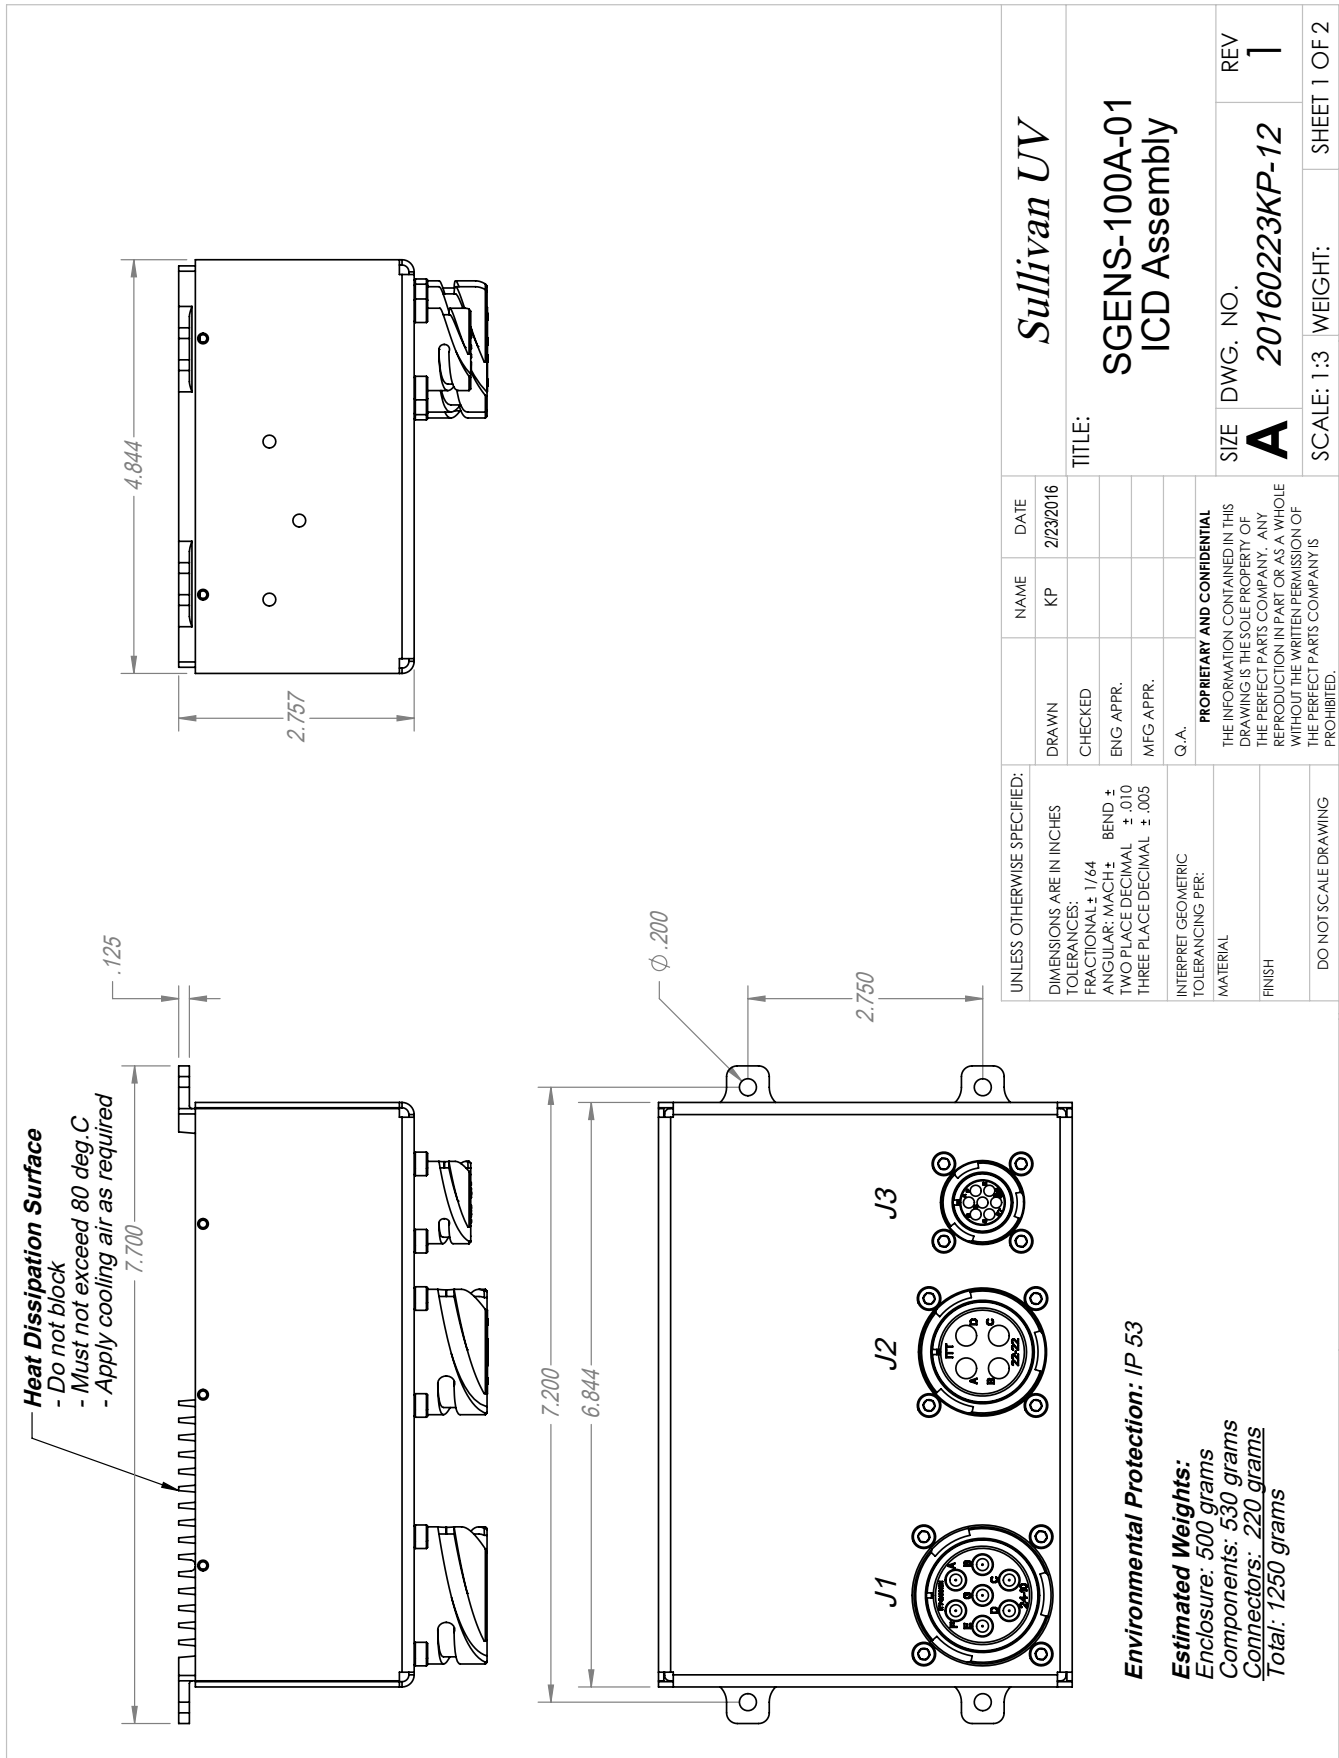 Heat Dissipation Surface
- Do not block
- Must not exceed 80 deg.C
- Apply cooling air as required
7.700
.125
4.844
2.757
7.200
6.844
⌀ .200
2.750
J1
J2
J3
A
B
C
D
E
F
G
24-10
ITT
A
B
C
D
22-22
Environmental Protection: IP 53
Estimated Weights:
Enclosure: 500 grams
Components: 530 grams
Connectors: 220 grams
Total: 1250 grams
UNLESS OTHERWISE SPECIFIED:
DIMENSIONS ARE IN INCHES
TOLERANCES:
FRACTIONAL ± 1/64
ANGULAR: MACH ± BEND ±
TWO PLACE DECIMAL ± .010
THREE PLACE DECIMAL ± .005
INTERPRET GEOMETRIC
TOLERANCING PER:
MATERIAL
FINISH
DO NOT SCALE DRAWING
NAME DATE
DRAWN KP 2/23/2016
CHECKED
ENG APPR.
MFG APPR.
Q.A.
PROPRIETARY AND CONFIDENTIAL
THE INFORMATION CONTAINED IN THIS
DRAWING IS THE SOLE PROPERTY OF
THE PERFECT PARTS COMPANY. ANY
REPRODUCTION IN PART OR AS A WHOLE
WITHOUT THE WRITTEN PERMISSION OF
THE PERFECT PARTS COMPANY IS
PROHIBITED.
Sullivan UV
TITLE:
SGENS-100A-01
ICD Assembly
SIZE DWG. NO. REV
A 20160223KP-12 1
SCALE: 1:3 WEIGHT: SHEET 1 OF 2